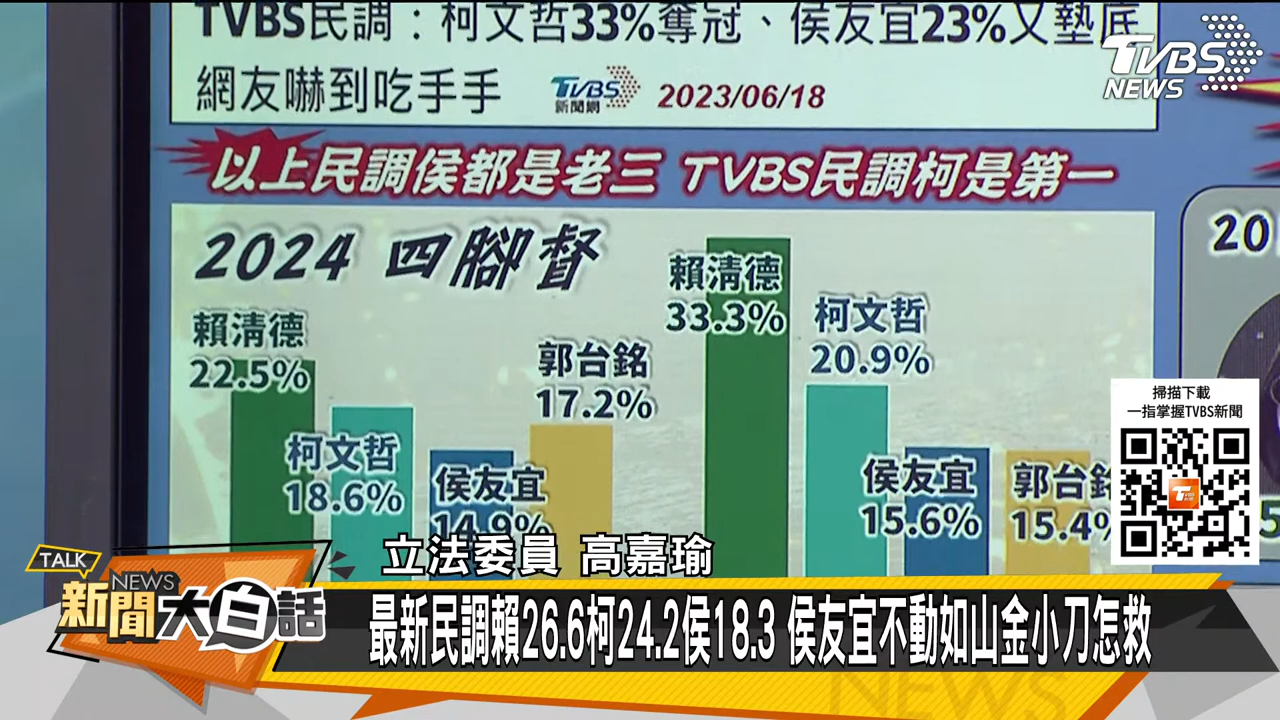 TVBS民調：柯文哲33%奪冠、侯友宜23%又墊底
網友嚇到吃手手
TVBS
新聞網
2023/06/18
TVBS
NEWS
以上民調侯都是老三 TVBS民調柯是第一
2024 四腳督
賴清德
22.5%
柯文哲
18.6%
侯友宜
14.9%
郭台銘
17.2%
賴清德
33.3%
柯文哲
20.9%
侯友宜
15.6%
郭台銘
15.4%
20
5
掃描下載
一指掌握TVBS新聞
TVBS
立法委員 高嘉瑜
TALK
NEWS
新聞大白話
最新民調賴26.6柯24.2侯18.3 侯友宜不動如山金小刀怎救
NEWS